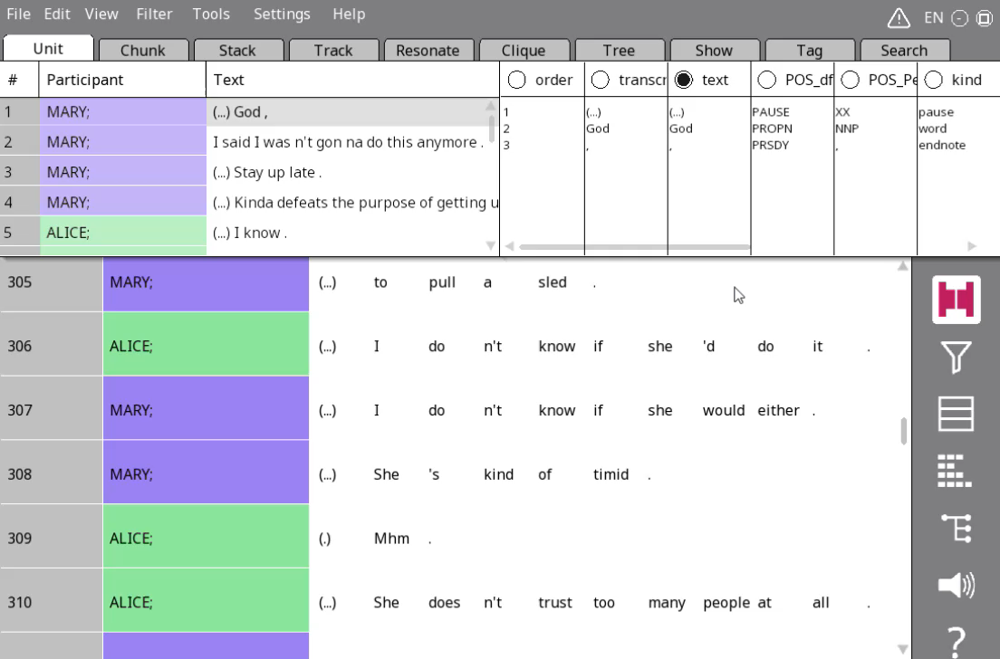 File Edit View Filter Tools Settings Help EN
Unit Chunk Stack Track Resonate Clique Tree Show Tag Search
# Participant Text order transcr text POS_df POS_Pe kind
1 MARY; (...) God ,
2 MARY; I said I was n't gon na do this anymore .
3 MARY; (...) Stay up late .
4 MARY; (...) Kinda defeats the purpose of getting u
5 ALICE; (...) I know .
1 (...) (...) PAUSE XX pause
2 God God PROPN NNP word
3 , , PRSDY , endnote
305 MARY; (...) to pull a sled .
306 ALICE; (...) I do n't know if she 'd do it .
307 MARY; (...) I do n't know if she would either .
308 MARY; (...) She 's kind of timid .
309 ALICE; (.) Mhm .
310 ALICE; (...) She does n't trust too many people at all .
?